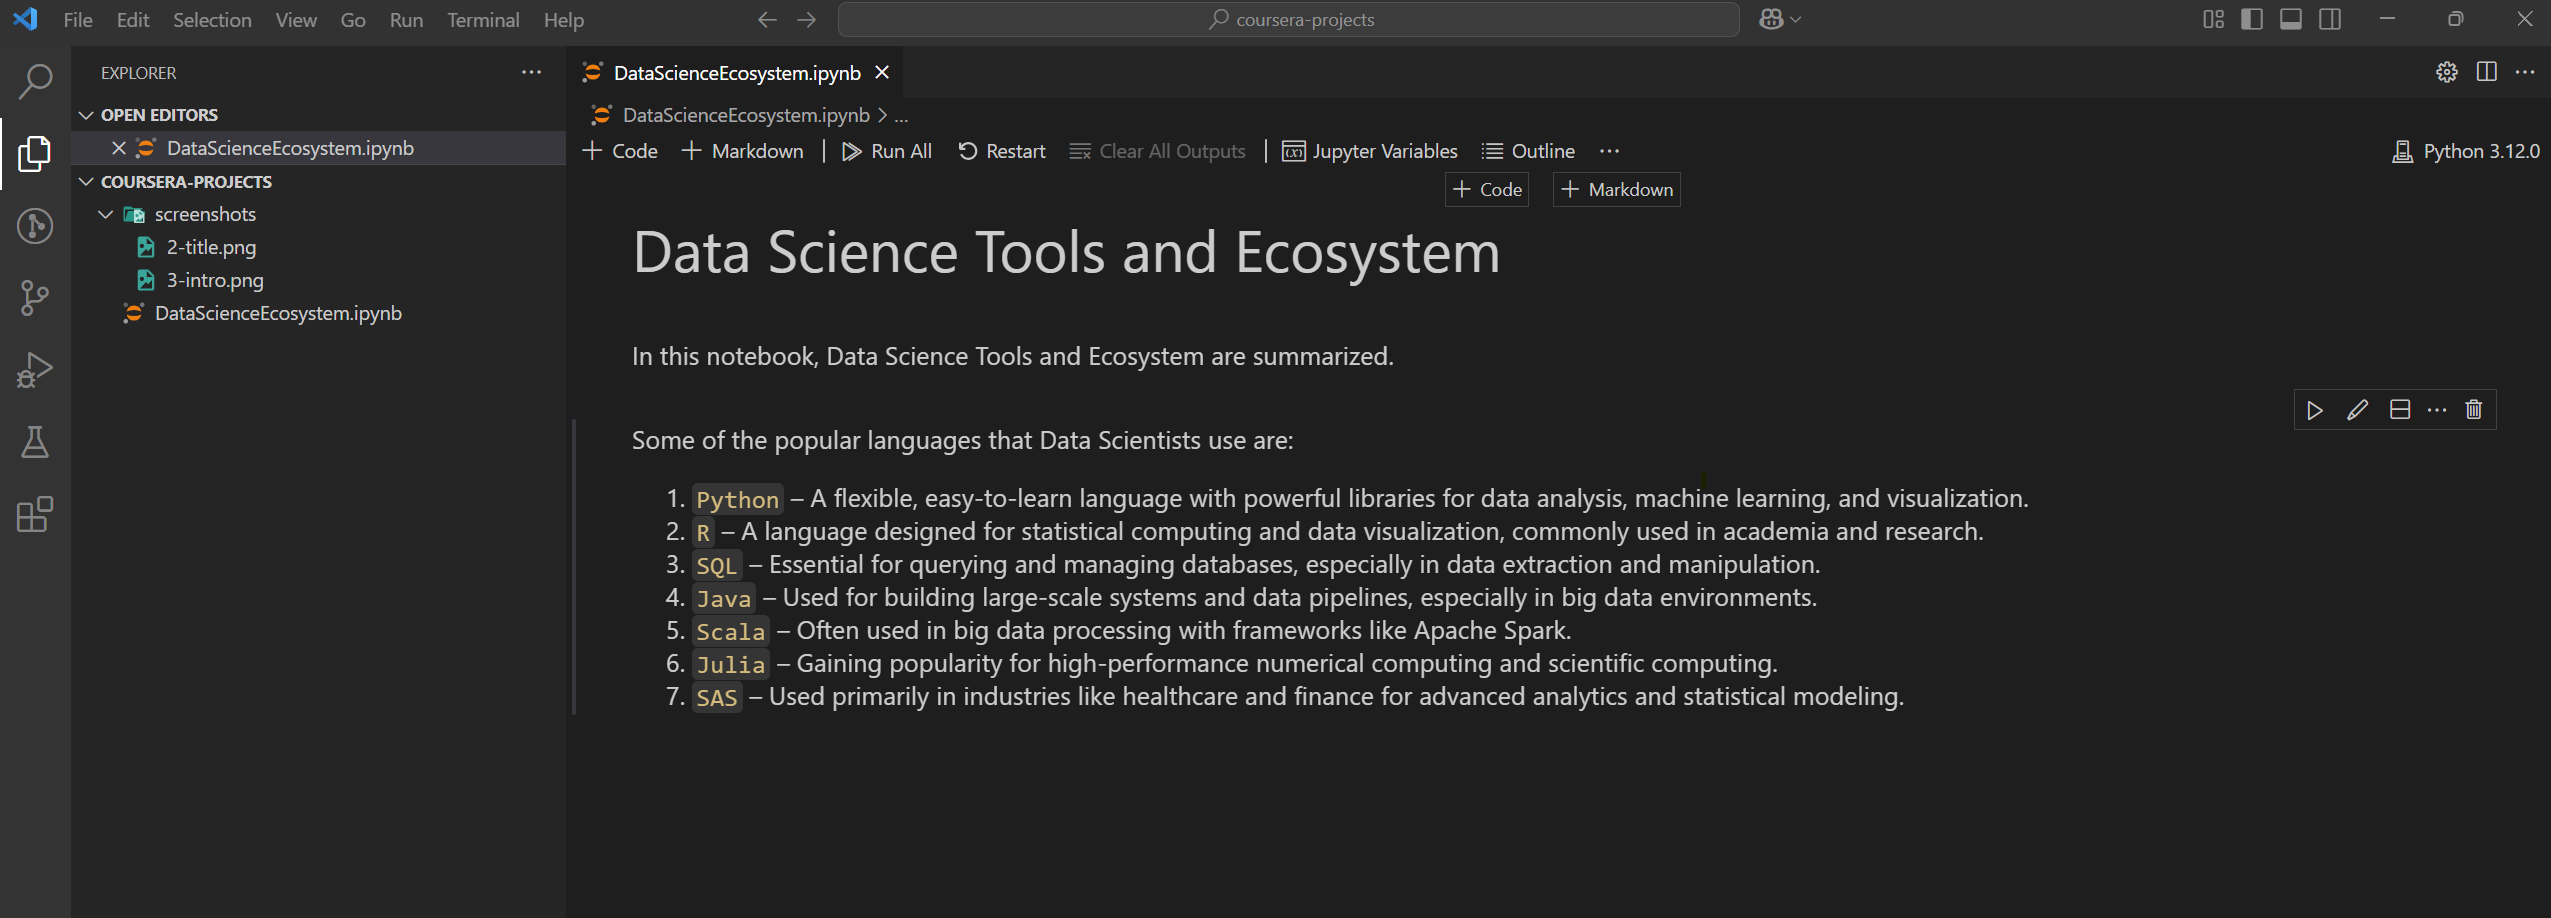 File Edit Selection View Go Run Terminal Help
coursera-projects
EXPLORER
OPEN EDITORS
DataScienceEcosystem.ipynb
COURSERA-PROJECTS
screenshots
2-title.png
3-intro.png
DataScienceEcosystem.ipynb
DataScienceEcosystem.ipynb
DataScienceEcosystem.ipynb > ...
+ Code + Markdown | Run All Restart Clear All Outputs | Jupyter Variables Outline ... Python 3.12.0
+ Code + Markdown
Data Science Tools and Ecosystem
In this notebook, Data Science Tools and Ecosystem are summarized.
Some of the popular languages that Data Scientists use are:
1. Python – A flexible, easy-to-learn language with powerful libraries for data analysis, machine learning, and visualization.
2. R – A language designed for statistical computing and data visualization, commonly used in academia and research.
3. SQL – Essential for querying and managing databases, especially in data extraction and manipulation.
4. Java – Used for building large-scale systems and data pipelines, especially in big data environments.
5. Scala – Often used in big data processing with frameworks like Apache Spark.
6. Julia – Gaining popularity for high-performance numerical computing and scientific computing.
7. SAS – Used primarily in industries like healthcare and finance for advanced analytics and statistical modeling.